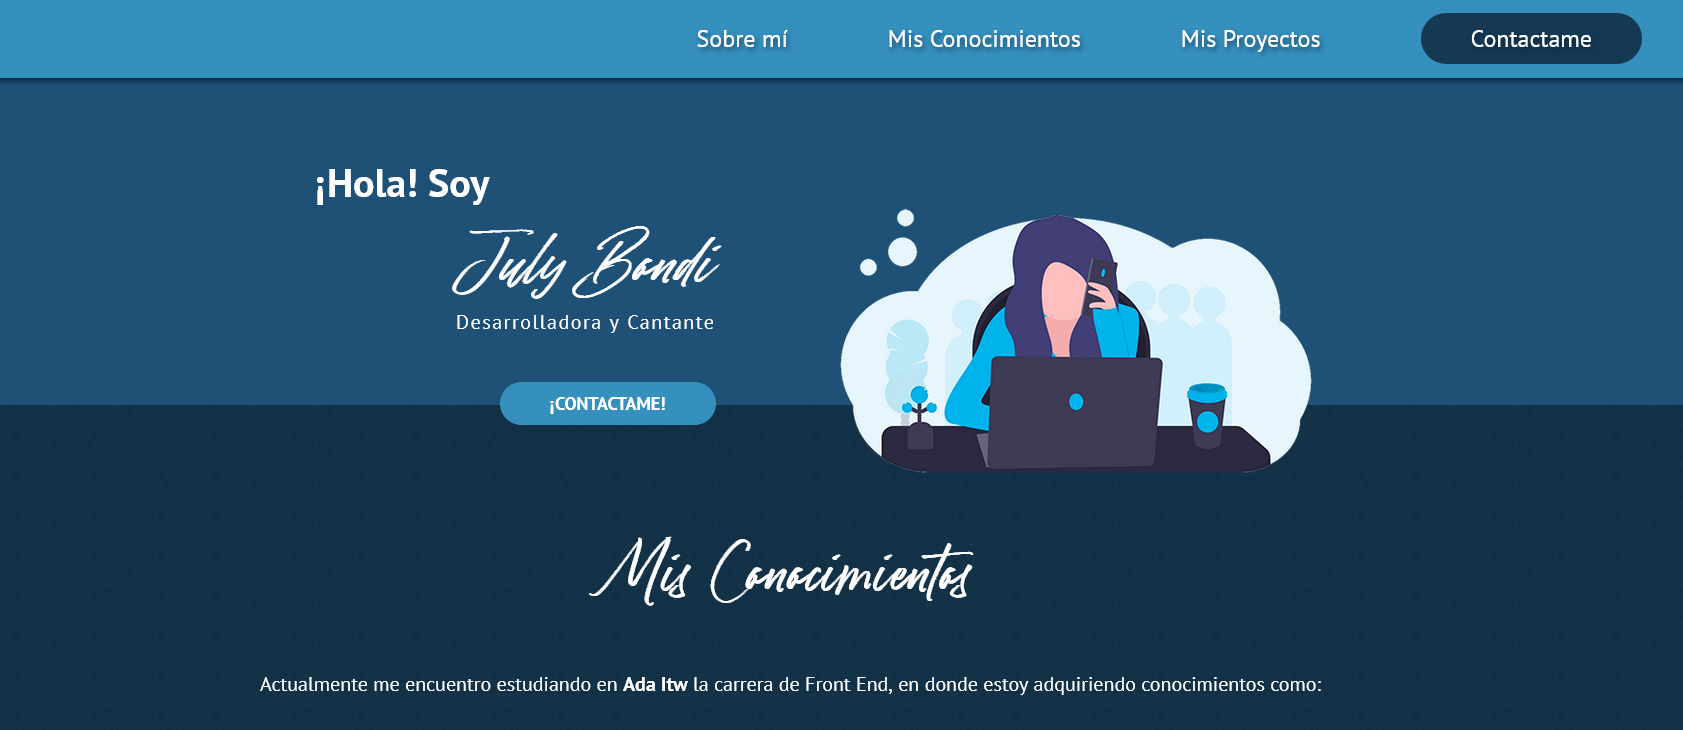 Sobre mí
Mis Conocimientos
Mis Proyectos
Contactame
¡Hola! Soy
July Bandi
Desarrolladora y Cantante
¡CONTACTAME!
Mis Conocimientos
Actualmente me encuentro estudiando en Ada Itw la carrera de Front End, en donde estoy adquiriendo conocimientos como: